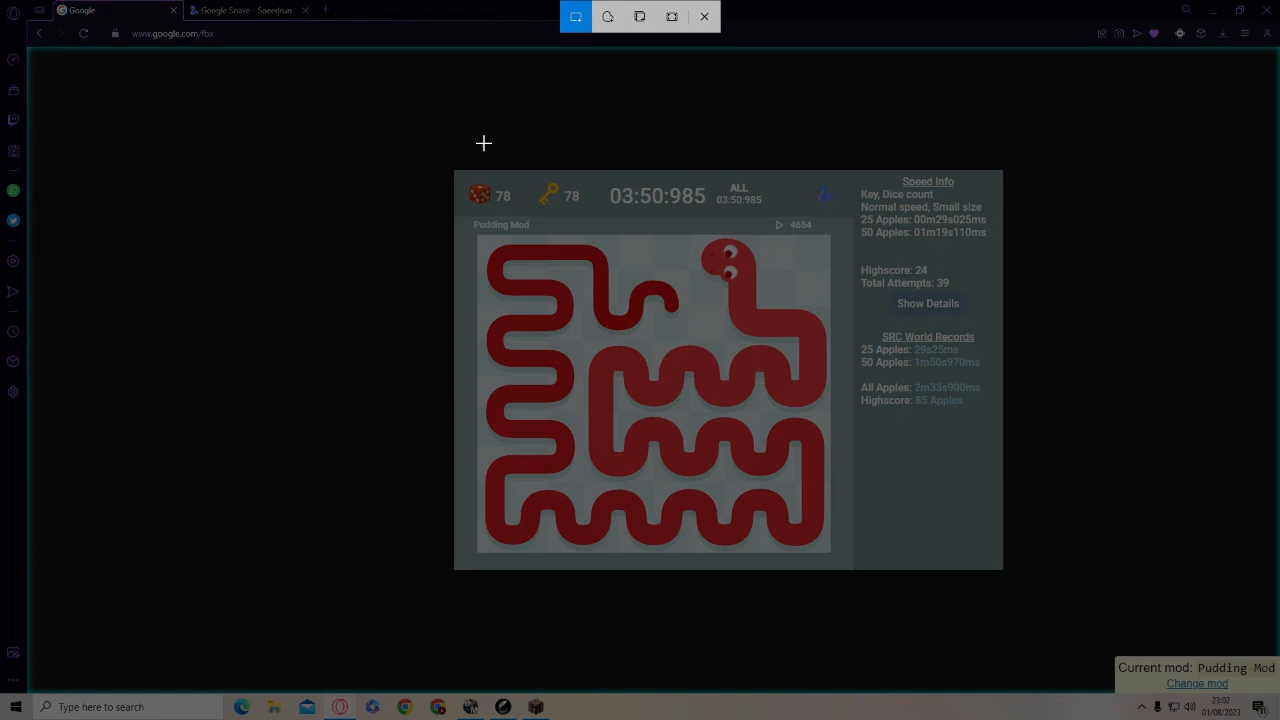 Google
Google Snake - Speedrun
www.google.com/fbx
78
78
03:50:985
ALL
03:50:985
Pudding Mod
4654
Speed Info
Key, Dice count
Normal speed, Small size
25 Apples: 00m29s025ms
50 Apples: 01m19s110ms
Highscore: 24
Total Attempts: 39
Show Details
SRC World Records
25 Apples: 29s25ms
50 Apples: 1m50s970ms
All Apples: 2m33s900ms
Highscore: 85 Apples
Current mod: Pudding Mod
Change mod
Type here to search
23:02
01/08/2023